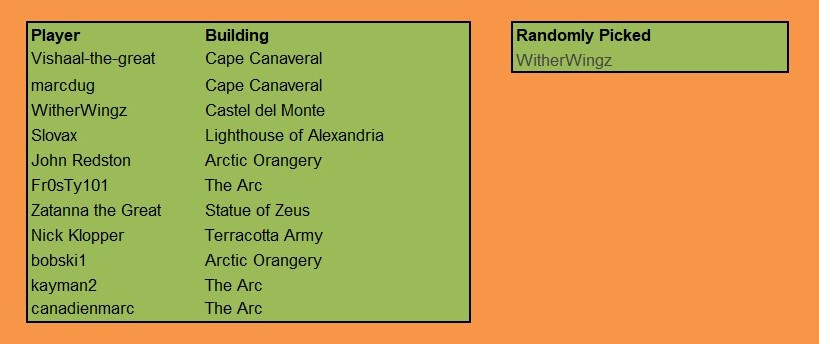 Player Building
Vishaal-the-great Cape Canaveral
marcdug Cape Canaveral
WitherWingz Castel del Monte
Slovax Lighthouse of Alexandria
John Redston Arctic Orangery
Fr0sTy101 The Arc
Zatanna the Great Statue of Zeus
Nick Klopper Terracotta Army
bobski1 Arctic Orangery
kayman2 The Arc
canadienmarc The Arc
Randomly Picked
WitherWingz